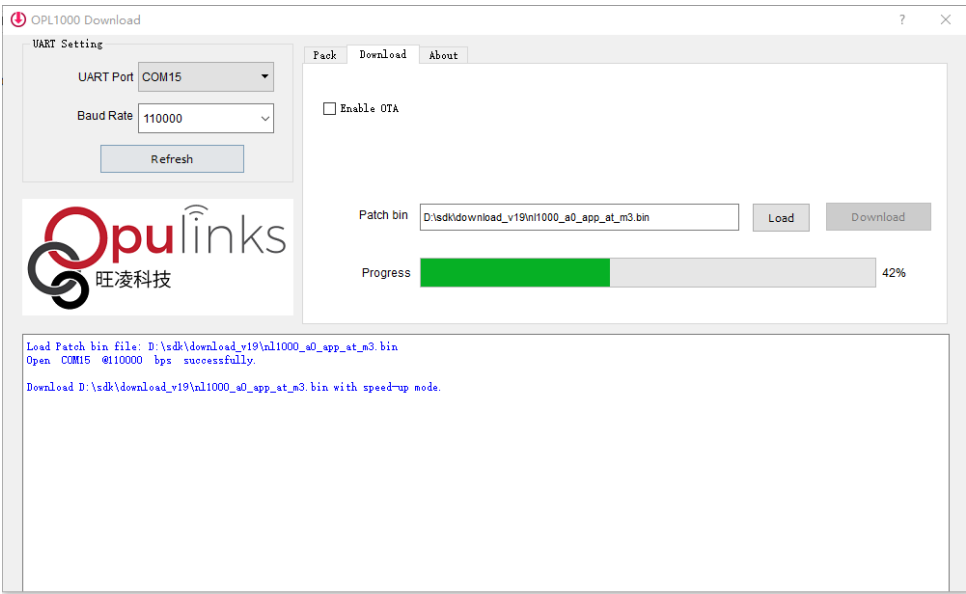 OPL1000 Download
?
UART Setting
UART Port COM15
Baud Rate 110000
Refresh
Opulinks
旺凌科技
Pack Download About
Enable OTA
Patch bin D:\sdk\download_v19\nl1000_a0_app_at_m3.bin Load Download
Progress 42%
Load Patch bin file: D:\sdk\download_v19\nl1000_a0_app_at_m3.bin
Open COM15 @110000 bps successfully.
Download D:\sdk\download_v19\nl1000_a0_app_at_m3.bin with speed-up mode.